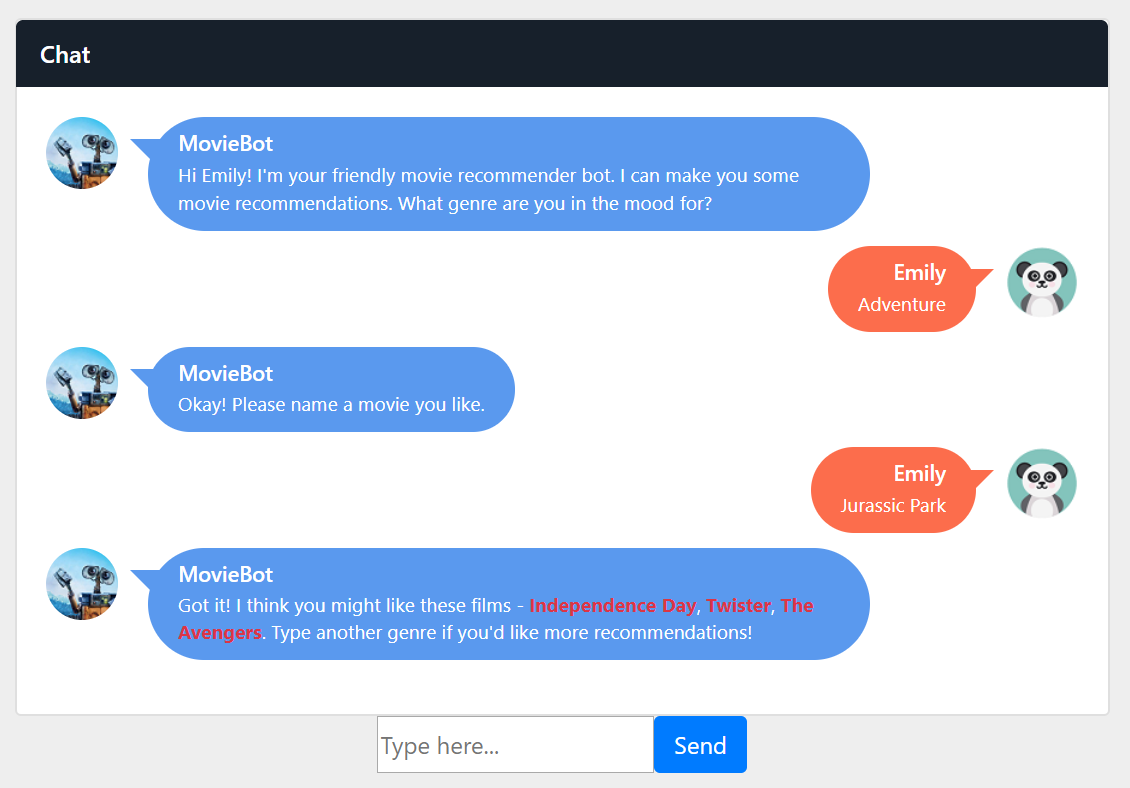 Chat
MovieBot
Hi Emily! I'm your friendly movie recommender bot. I can make you some
movie recommendations. What genre are you in the mood for?
Emily
Adventure
MovieBot
Okay! Please name a movie you like.
Emily
Jurassic Park
MovieBot
Got it! I think you might like these films - Independence Day, Twister, The
Avengers. Type another genre if you'd like more recommendations!
Type here... Send